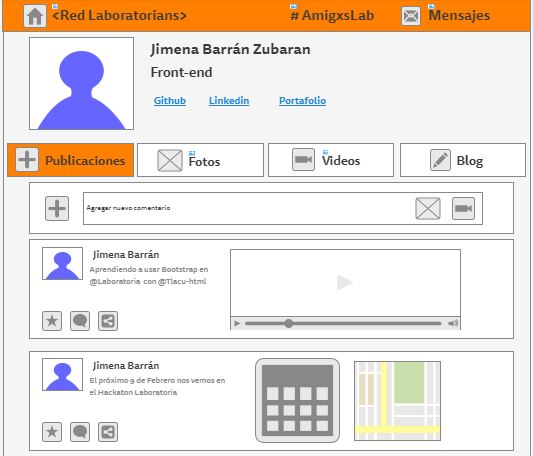 <Red Laboratorians>
# AmigxsLab
Mensajes
Jimena Barrán Zubaran
Front-end
Github
Linkedin
Portafolio
Publicaciones
Fotos
Videos
Blog
Agregar nuevo comentario
Jimena Barrán
Aprendiendo a usar Bootstrap en
@Laboratoria con @Tlacu-html
Jimena Barrán
El próximo 9 de Febrero nos vemos en
el Hackaton Laboratoria